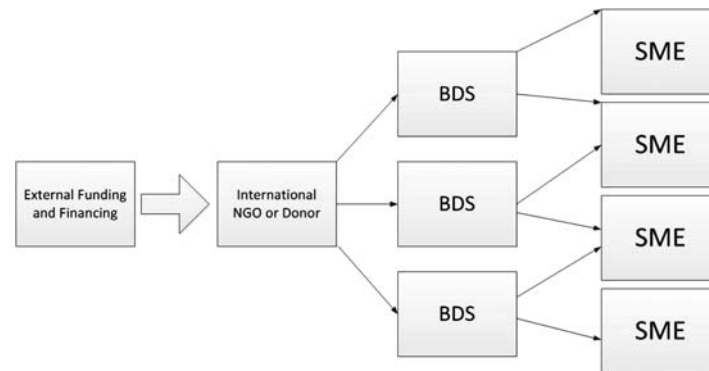 External Funding
and Financing
International
NGO or Donor
BDS
BDS
BDS
SME
SME
SME
SME